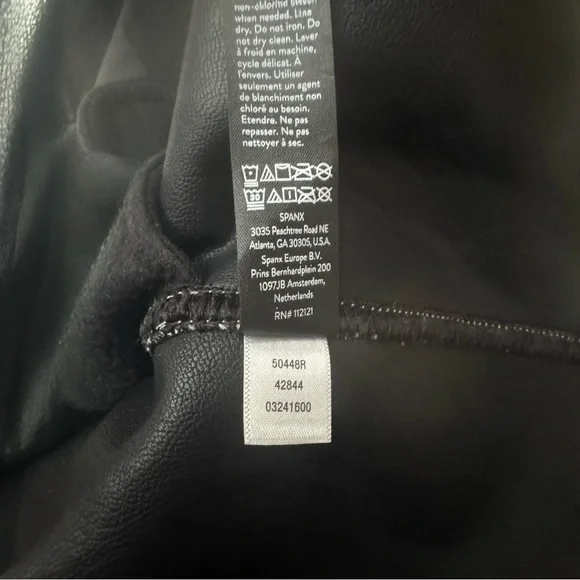 non-chlorine bleach
when needed. Line
dry. Do not iron. Do
not dry clean. Laver
à froid en machine,
cycle délicat. À
l'envers. Utiliser
seulement un agent
de blanchiment non
chloré au besoin.
Etendre. Ne pas
repasser. Ne pas
nettoyer à sec.
30
SPANX
3035 Peachtree Road NE
Atlanta, GA 30305, U.S.A.
Spanx Europe B.V.
Prins Bernhardplein 200
1097JB Amsterdam,
Netherlands
RN# 112121
50448R
42844
03241600